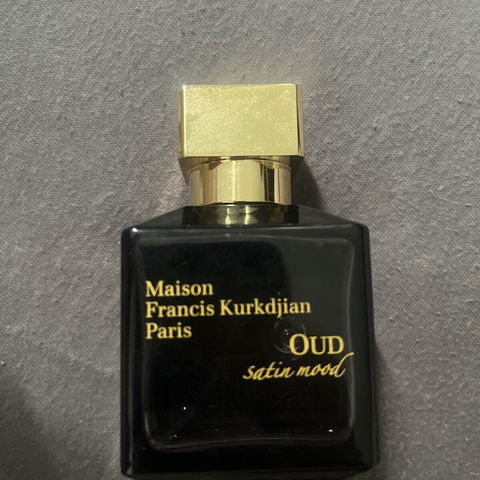 Maison
Francis Kurkdjian
Paris
OUD
satin mood